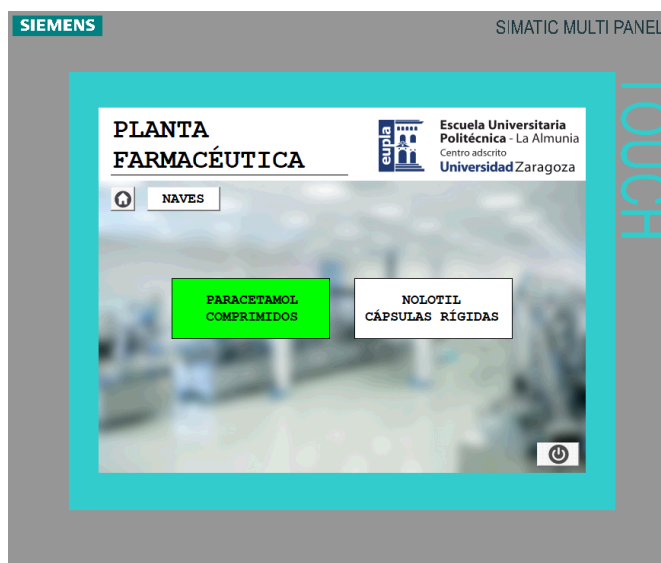 SIEMENS
SIMATIC MULTI PANEL
TOUCH
PLANTA
FARMACÉUTICA
eupla
Escuela Universitaria
Politécnica - La Almunia
Centro adscrito
Universidad Zaragoza
NAVES
PARACETAMOL
COMPRIMIDOS
NOLOTIL
CÁPSULAS RÍGIDAS